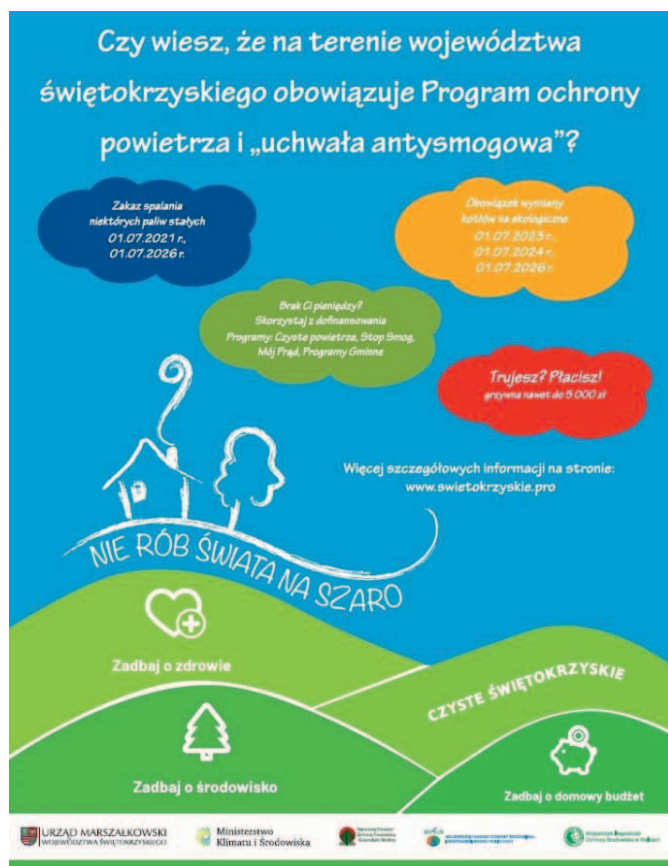 Czy wiesz, że na terenie województwa
świętokrzyskiego obowiązuje Program ochrony
powietrza i „uchwała antysmogowa”?
Zakaz spalania
niektórych paliw stałych
01.07.2021 r.,
01.07.2026 r.
Obowiązek wymiany
kotłów na ekologiczne
01.07.2023 r.,
01.07.2024 r.,
01.07.2026 r.
Brak Ci pieniędzy?
Skorzystaj z dofinansowania
Programy: Czyste powietrze, Stop Smog,
Mój Prąd, Programy Gminne
Trujesz? Płacisz!
grzywna nawet do 5 000 zł
Więcej szczegółowych informacji na stronie:
www.swietokrzyskie.pro
NIE RÓB ŚWIATA NA SZARO
Zadbaj o zdrowie
CZYSTE ŚWIĘTOKRZYSKIE
Zadbaj o środowisko
Zadbaj o domowy budżet
URZĄD MARSZAŁKOWSKI
WOJEWÓDZTWA ŚWIĘTOKRZYSKIEGO
Ministerstwo
Klimatu i Środowiska